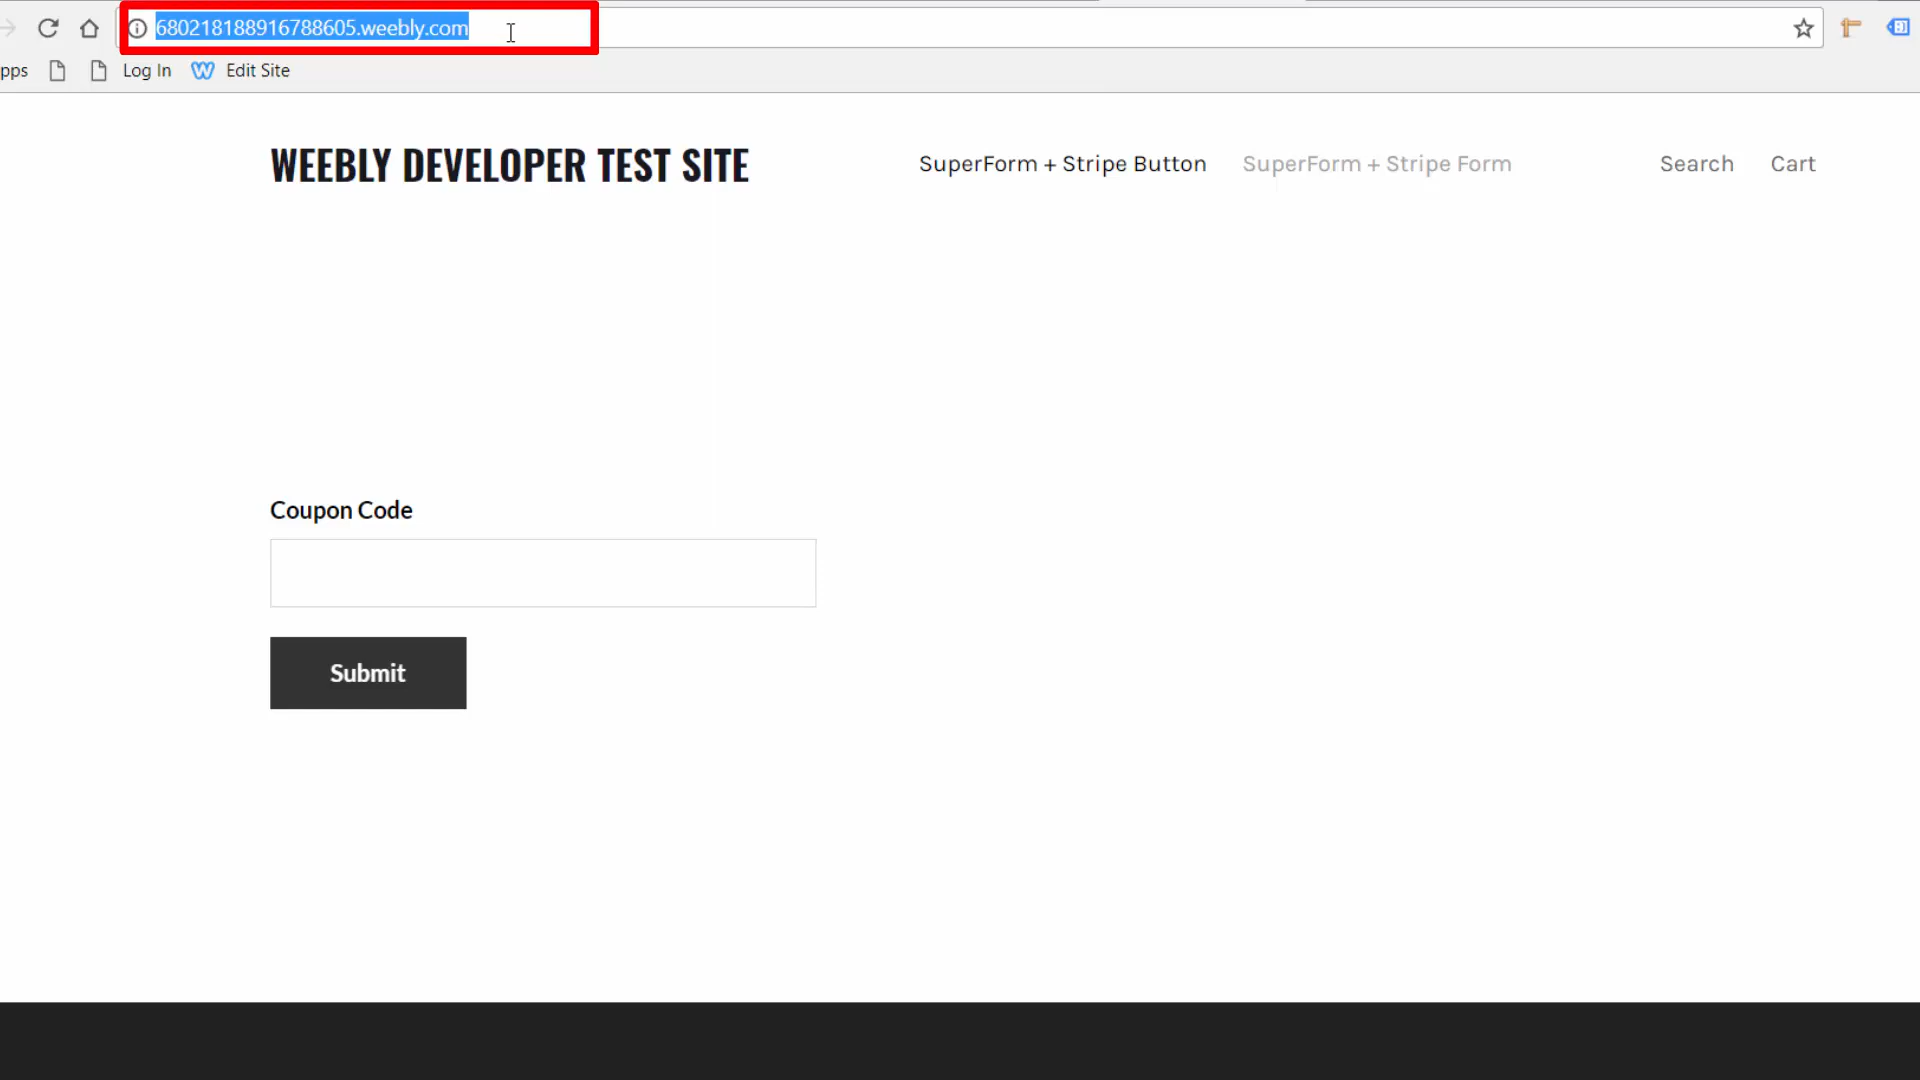 680218188916788605.weebly.com
pps Log In Edit Site
WEEBLY DEVELOPER TEST SITE SuperForm + Stripe Button SuperForm + Stripe Form Search Cart
Coupon Code
Submit